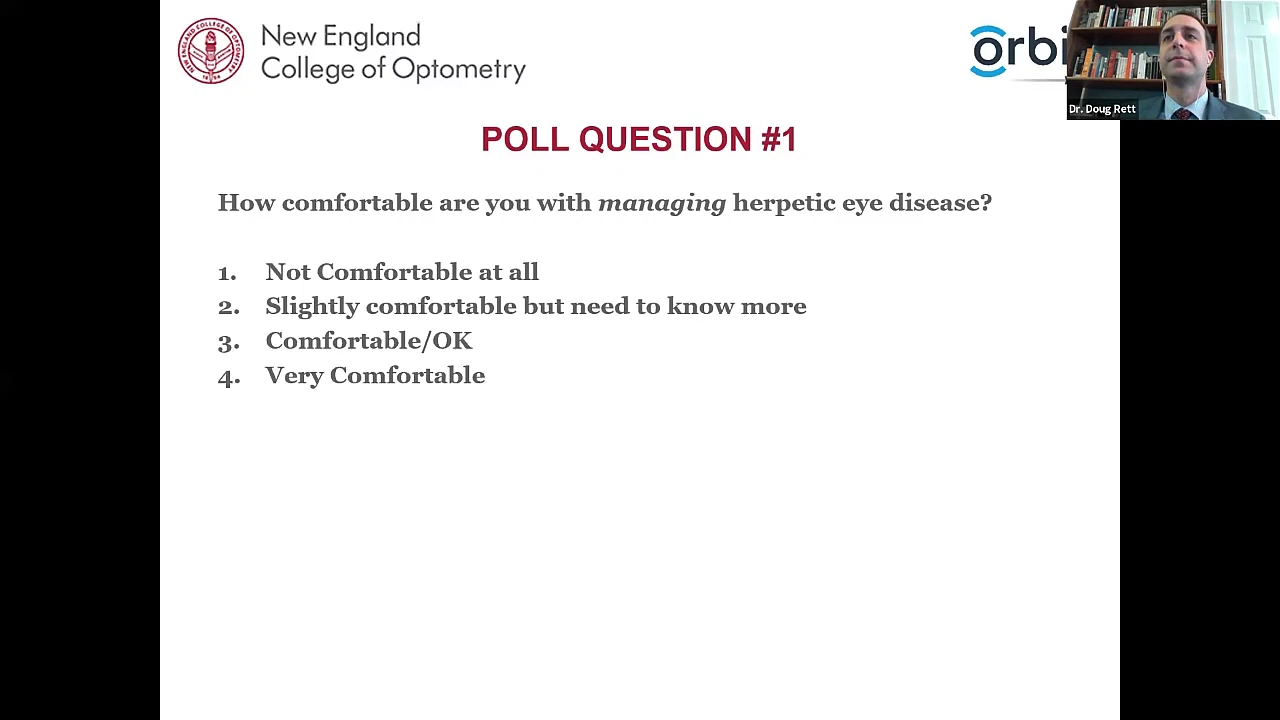 New England
College of Optometry
Dr. Doug Rett
POLL QUESTION #1
How comfortable are you with managing herpetic eye disease?
1. Not Comfortable at all
2. Slightly comfortable but need to know more
3. Comfortable/OK
4. Very Comfortable